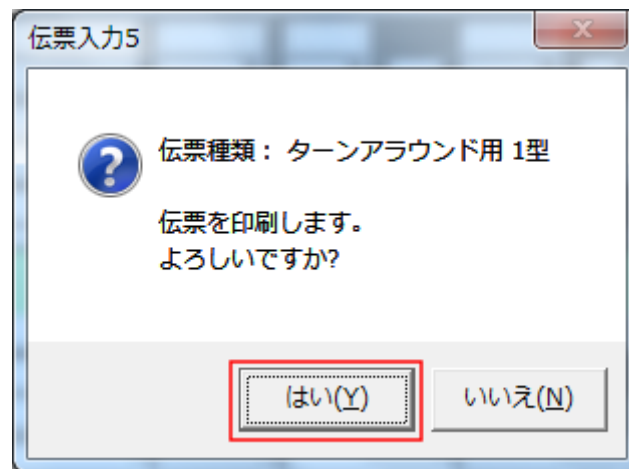 伝票入力5
伝票種類： ターンアラウンド用 1型
伝票を印刷します。
よろしいですか?
はい(Y)
いいえ(N)